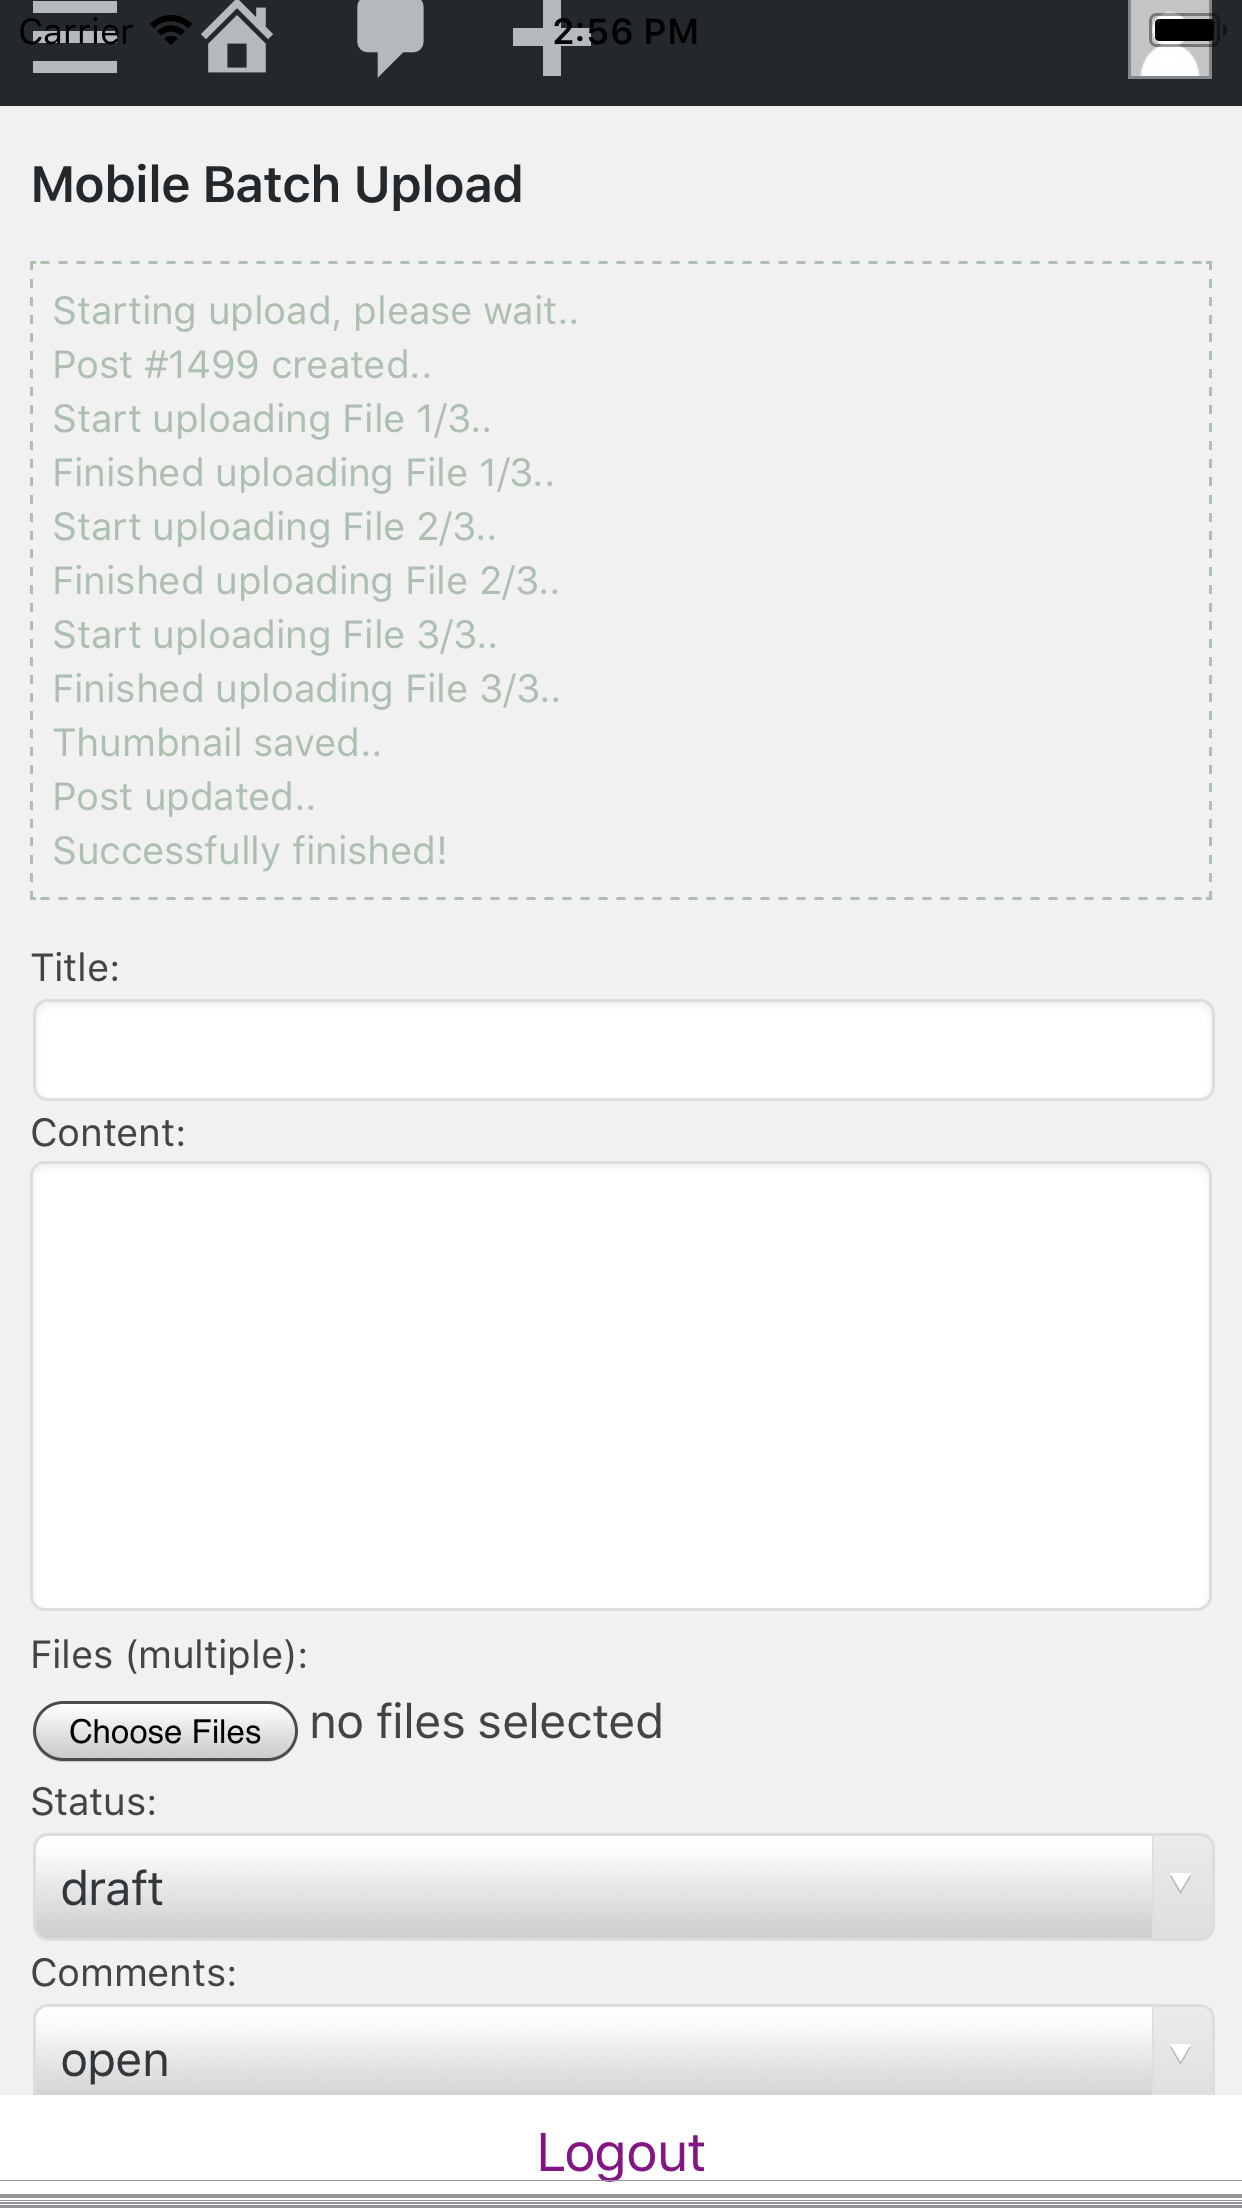 Carrier 2:56 PM
Mobile Batch Upload
Starting upload, please wait..
Post #1499 created..
Start uploading File 1/3..
Finished uploading File 1/3..
Start uploading File 2/3..
Finished uploading File 2/3..
Start uploading File 3/3..
Finished uploading File 3/3..
Thumbnail saved..
Post updated..
Successfully finished!
Title:
Content:
Files (multiple):
Choose Files no files selected
Status:
draft
Comments:
open
Logout